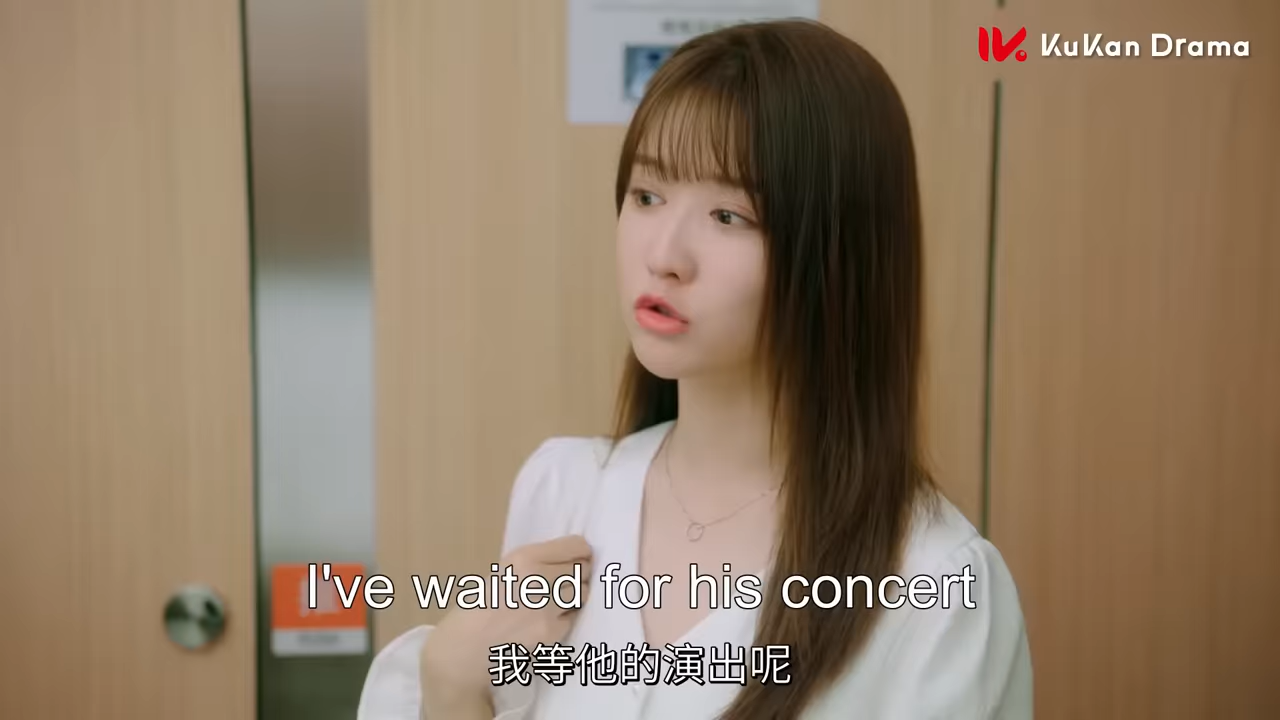 KuKan Drama
I've waited for his concert
我等他的演出呢